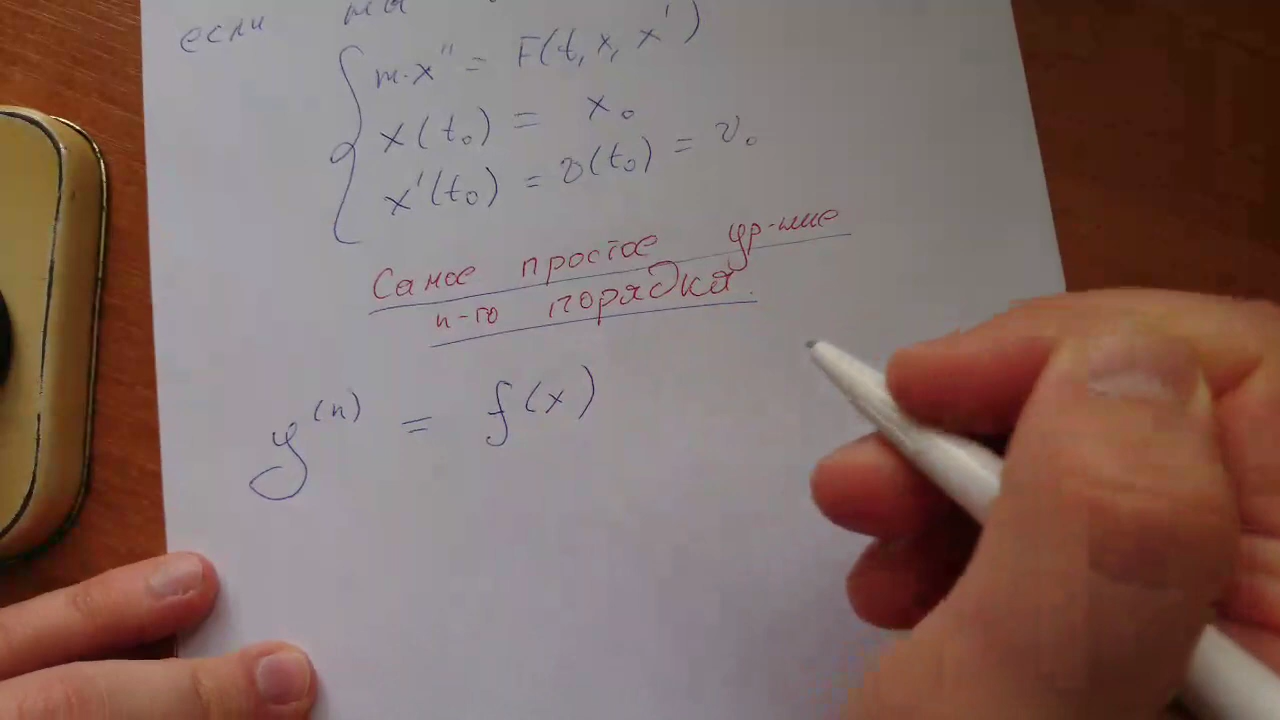 если
m·x'' = F(t, x, x')
x(t₀) = x₀
x'(t₀) = v(t₀) = v₀
Самое простое ур-ние
n-го порядка.
y⁽ⁿ⁾ = f(x)